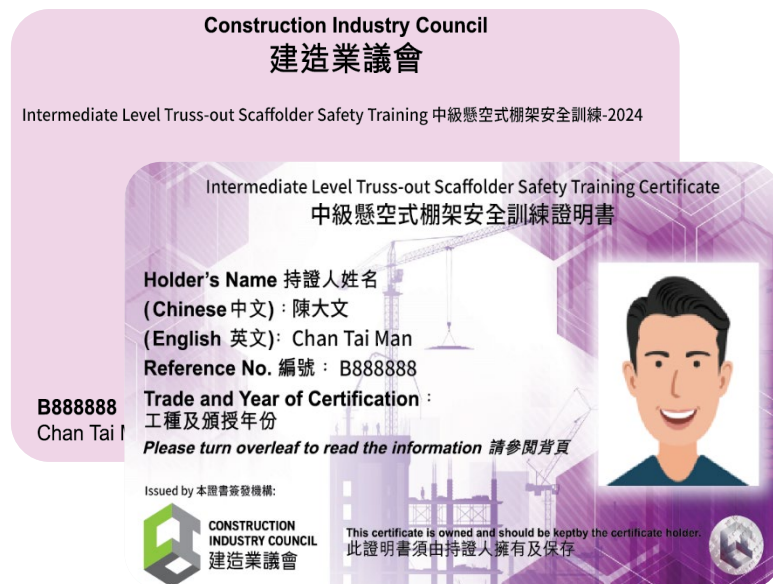 Construction Industry Council
建造業議會
Intermediate Level Truss-out Scaffolder Safety Training 中級懸空式棚架安全訓練-2024
B888888
Chan Tai
Intermediate Level Truss-out Scaffolder Safety Training Certificate
中級懸空式棚架安全訓練證明書
Holder's Name 持證人姓名
(Chinese 中文)：陳大文
(English 英文): Chan Tai Man
Reference No. 編號： B888888
Trade and Year of Certification：
工種及頒授年份
Please turn overleaf to read the information 請參閱背頁
Issued by 本證書簽發機構:
CONSTRUCTION
INDUSTRY COUNCIL
建造業議會
This certificate is owned and should be keptby the certificate holder.
此證明書須由持證人擁有及保存